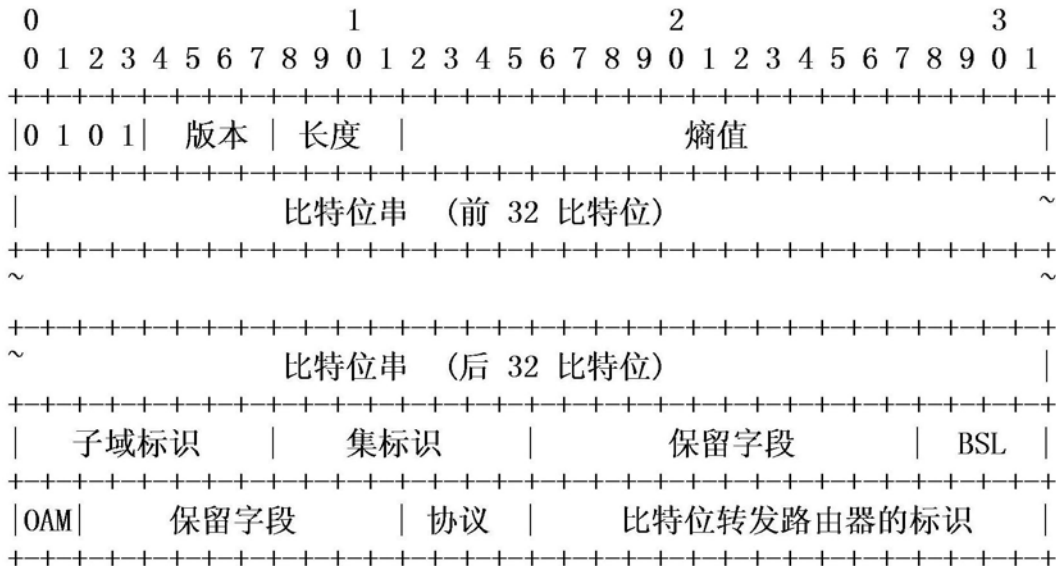 0 1 2 3
0 1 2 3 4 5 6 7 8 9 0 1 2 3 4 5 6 7 8 9 0 1 2 3 4 5 6 7 8 9 0 1
+-+-+-+-+-+-+-+-+-+-+-+-+-+-+-+-+-+-+-+-+-+-+-+-+-+-+-+-+-+-+-+-+
|0 1 0 1| 版本 | 长度 | 熵值 |
+-+-+-+-+-+-+-+-+-+-+-+-+-+-+-+-+-+-+-+-+-+-+-+-+-+-+-+-+-+-+-+-+
| 比特位串 (前 32 比特位) ~
+-+-+-+-+-+-+-+-+-+-+-+-+-+-+-+-+-+-+-+-+-+-+-+-+-+-+-+-+-+-+-+-+
~ ~
+-+-+-+-+-+-+-+-+-+-+-+-+-+-+-+-+-+-+-+-+-+-+-+-+-+-+-+-+-+-+-+-+
~ 比特位串 (后 32 比特位) |
+-+-+-+-+-+-+-+-+-+-+-+-+-+-+-+-+-+-+-+-+-+-+-+-+-+-+-+-+-+-+-+-+
| 子域标识 | 集标识 | 保留字段 | BSL |
+-+-+-+-+-+-+-+-+-+-+-+-+-+-+-+-+-+-+-+-+-+-+-+-+-+-+-+-+-+-+-+-+
|OAM| 保留字段 | 协议 | 比特位转发路由器的标识 |
+-+-+-+-+-+-+-+-+-+-+-+-+-+-+-+-+-+-+-+-+-+-+-+-+-+-+-+-+-+-+-+-+